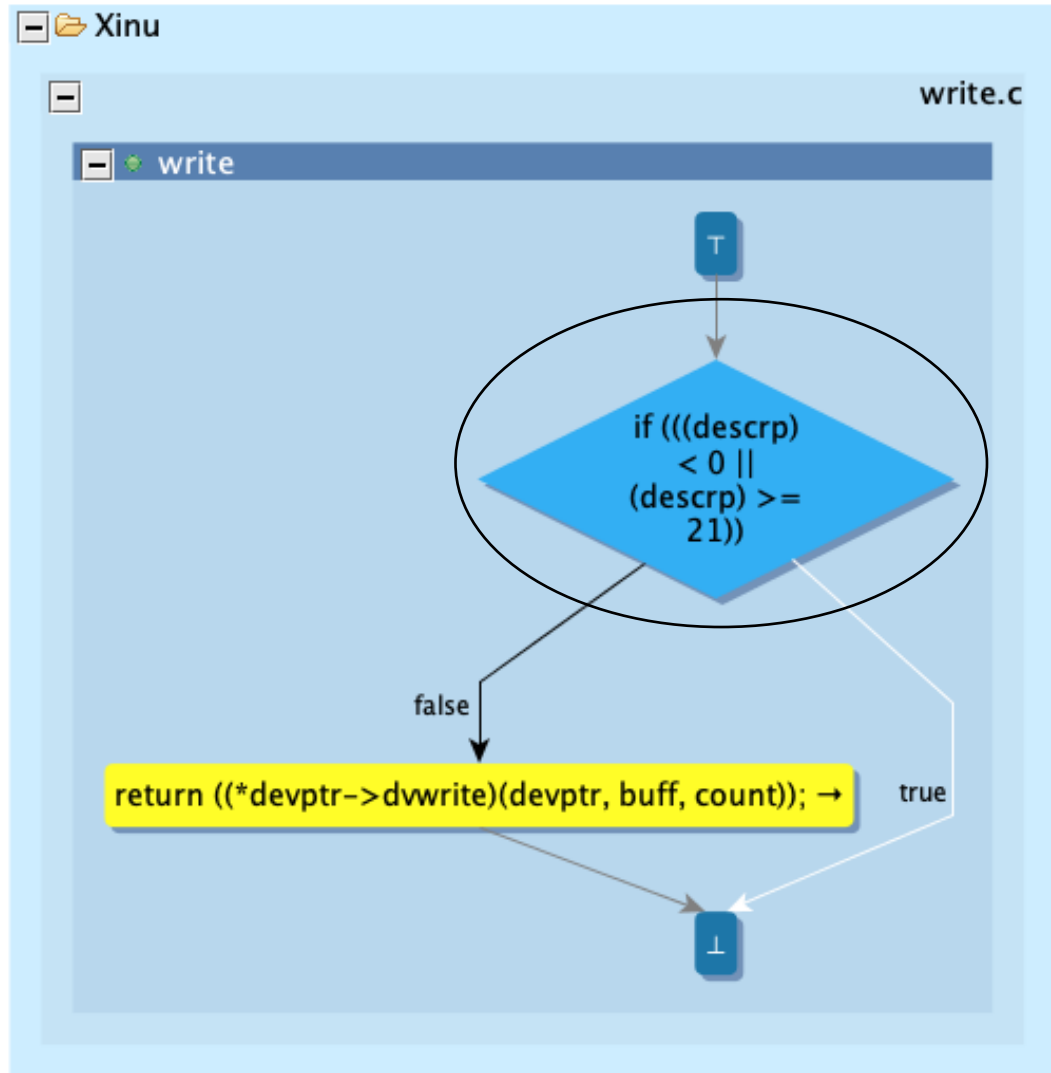 Xinu
write.c
write
⊤
if (((descrp)
< 0 ||
(descrp) >=
21))
false
return ((*devptr->dvwrite)(devptr, buff, count)); →
true
⊥